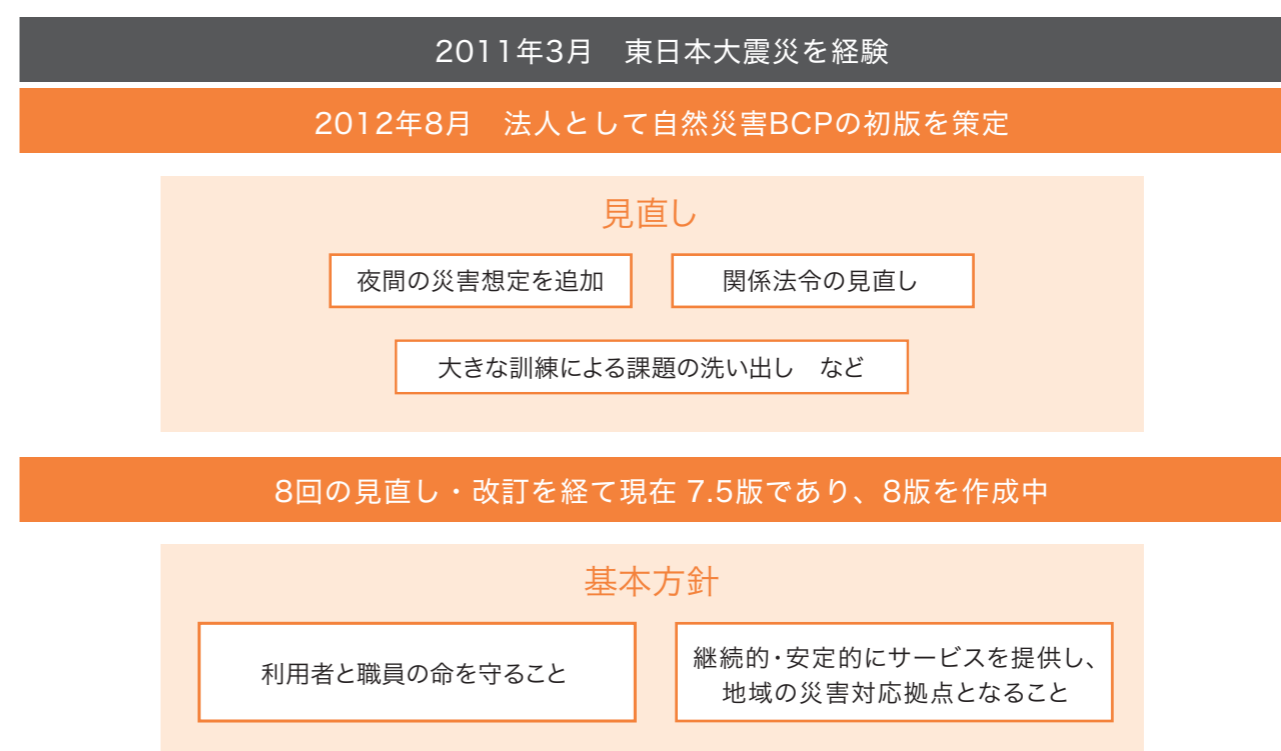 2011年3月　東日本大震災を経験
2012年8月　法人として自然災害BCPの初版を策定
見直し
夜間の災害想定を追加
関係法令の見直し
大きな訓練による課題の洗い出し　など
8回の見直し・改訂を経て現在 7.5版であり、8版を作成中
基本方針
利用者と職員の命を守ること
継続的・安定的にサービスを提供し、
地域の災害対応拠点となること